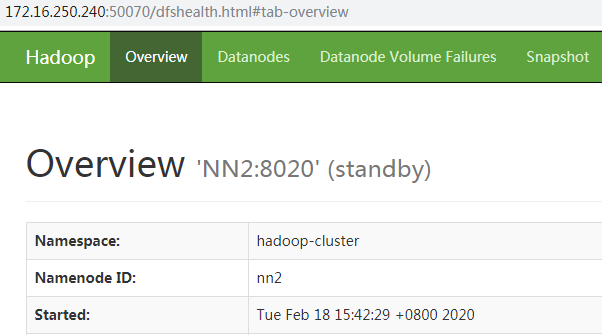 172.16.250.240:50070/dfshealth.html#tab-overview
Hadoop Overview Datanodes Datanode Volume Failures Snapshot
Overview 'NN2:8020' (standby)
Namespace: hadoop-cluster
Namenode ID: nn2
Started: Tue Feb 18 15:42:29 +0800 2020